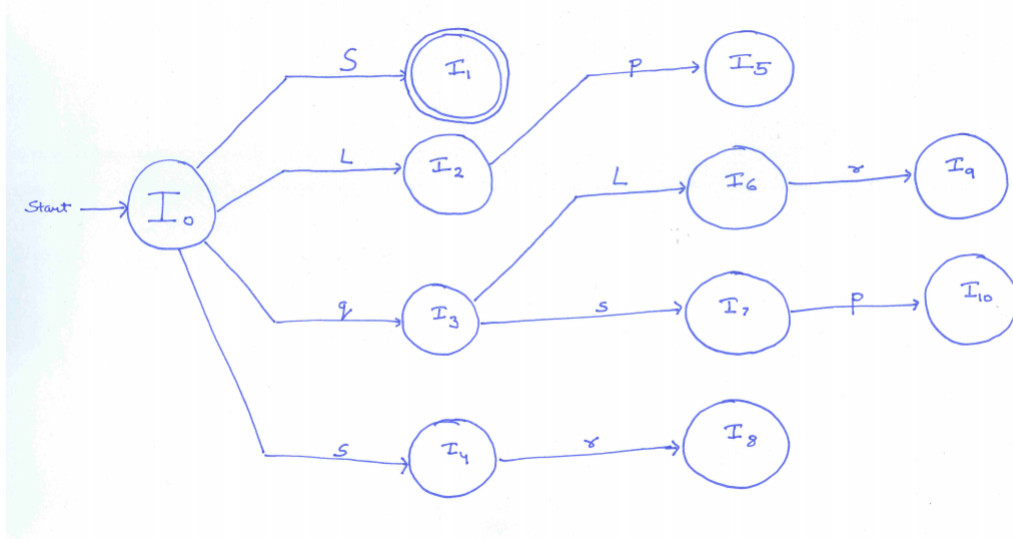 S
I₁
p
I5
L
I₂
L
I6
r
I9
Start
I₀
q
I₃
s
I₇
p
I₁₀
s
I₄
r
I₈